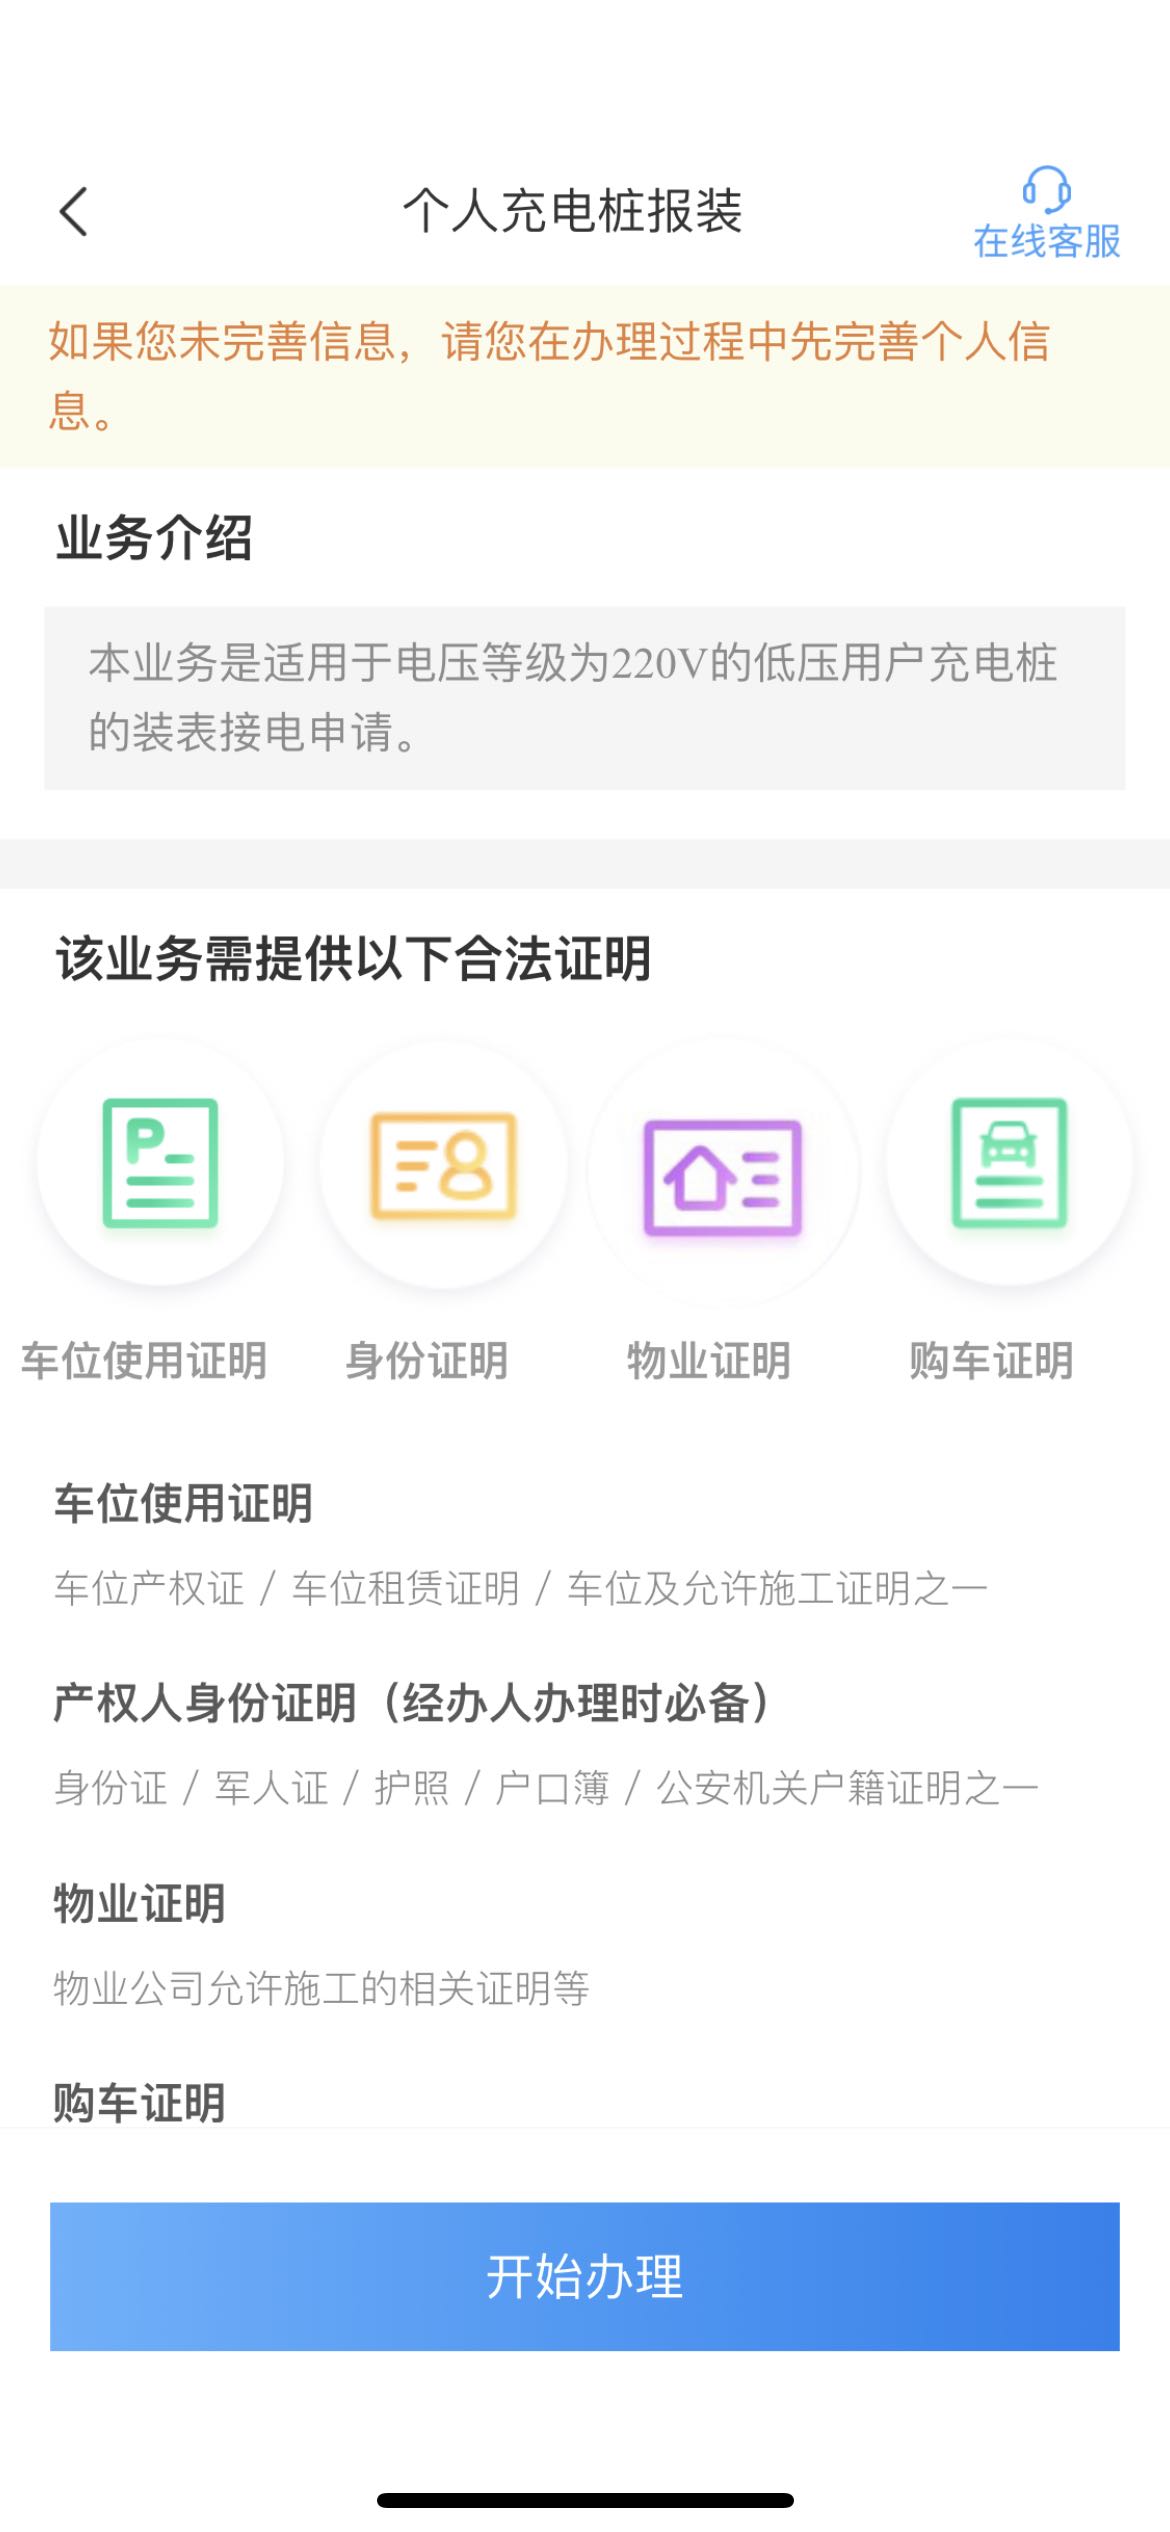 个人充电桩报装
在线客服
如果您未完善信息，请您在办理过程中先完善个人信
息。
业务介绍
本业务是适用于电压等级为220V的低压用户充电桩
的装表接电申请。
该业务需提供以下合法证明
P
车位使用证明 身份证明 物业证明 购车证明
车位使用证明
车位产权证 / 车位租赁证明 / 车位及允许施工证明之一
产权人身份证明（经办人办理时必备）
身份证 / 军人证 / 护照 / 户口簿 / 公安机关户籍证明之一
物业证明
物业公司允许施工的相关证明等
购车证明
开始办理